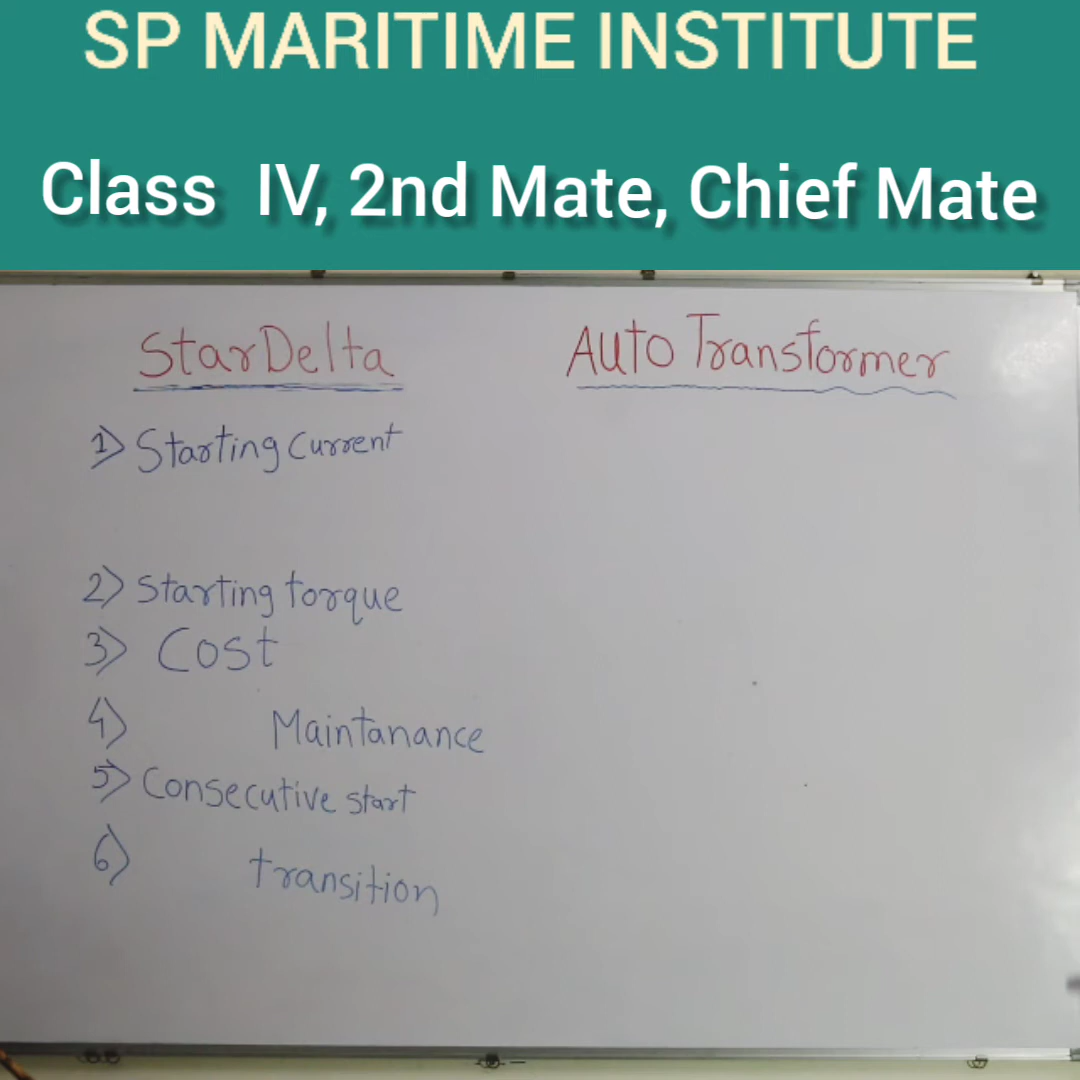 SP MARITIME INSTITUTE
Class IV, 2nd Mate, Chief Mate
StarDelta
Auto Transformer
1) Starting Current
2) Starting torque
3) Cost
4) Maintanance
5) Consecutive start
6) transition